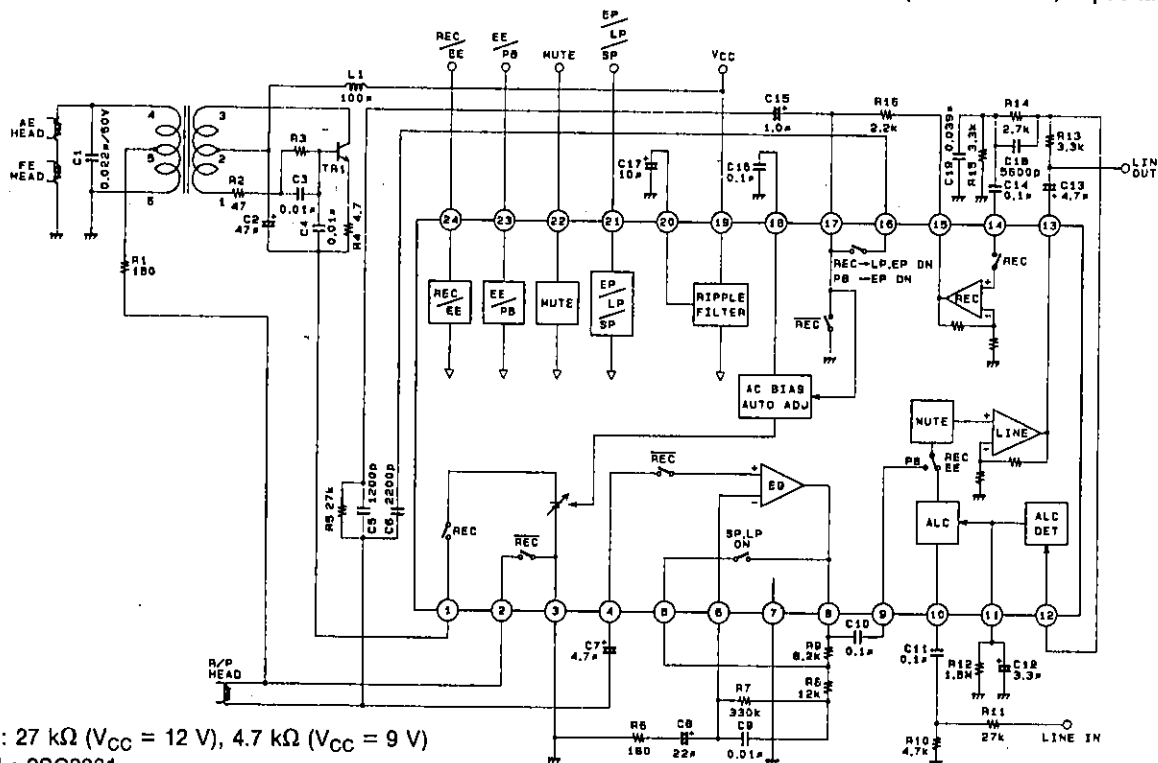 REC/EE
EE/PB
MUTE
EP/LP/SP
VCC
L1
100μ
C15
1.0μ
R16
2.2k
C19 0.039μ
R15 3.3k
R14
2.7k
C18
5600p
C14
0.1μ
R13
3.3k
LIN
OUT
C13
4.7μ
AE
HEAD
FE
HEAD
C1
0.022μ/50V
4
5
6
3
2
1
R3
TR1
R2
47
C3
0.01μ
C2
47μ
C4
0.01μ
R4 4.7
R1
180
C17
10μ
C16
0.1μ
24
23
22
21
20
19
18
17
16
15
14
13
REC→LP,EP ON
PB →EP ON
REC
REC/EE
EE/PB
MUTE
EP/LP/SP
RIPPLE
FILTER
REC
REC
AC BIAS
AUTO ADJ
MUTE
LINE
PB
REC
EE
ALC
ALC
DET
R5 27k
C5 1200p
C6 2200p
REC
REC
REC
EQ
SP,LP
ON
1
2
3
4
5
6
7
8
9
10
11
12
R/P
HEAD
C7
4.7μ
C10
0.1μ
R9
8.2k
R8
12k
R7
330k
C9
0.01μ
R6
180
C8
22μ
C11
0.1μ
R12
1.8M
C12
3.3μ
R11
27k
R10
4.7k
LINE IN
: 27 kΩ (VCC = 12 V), 4.7 kΩ (VCC = 9 V)